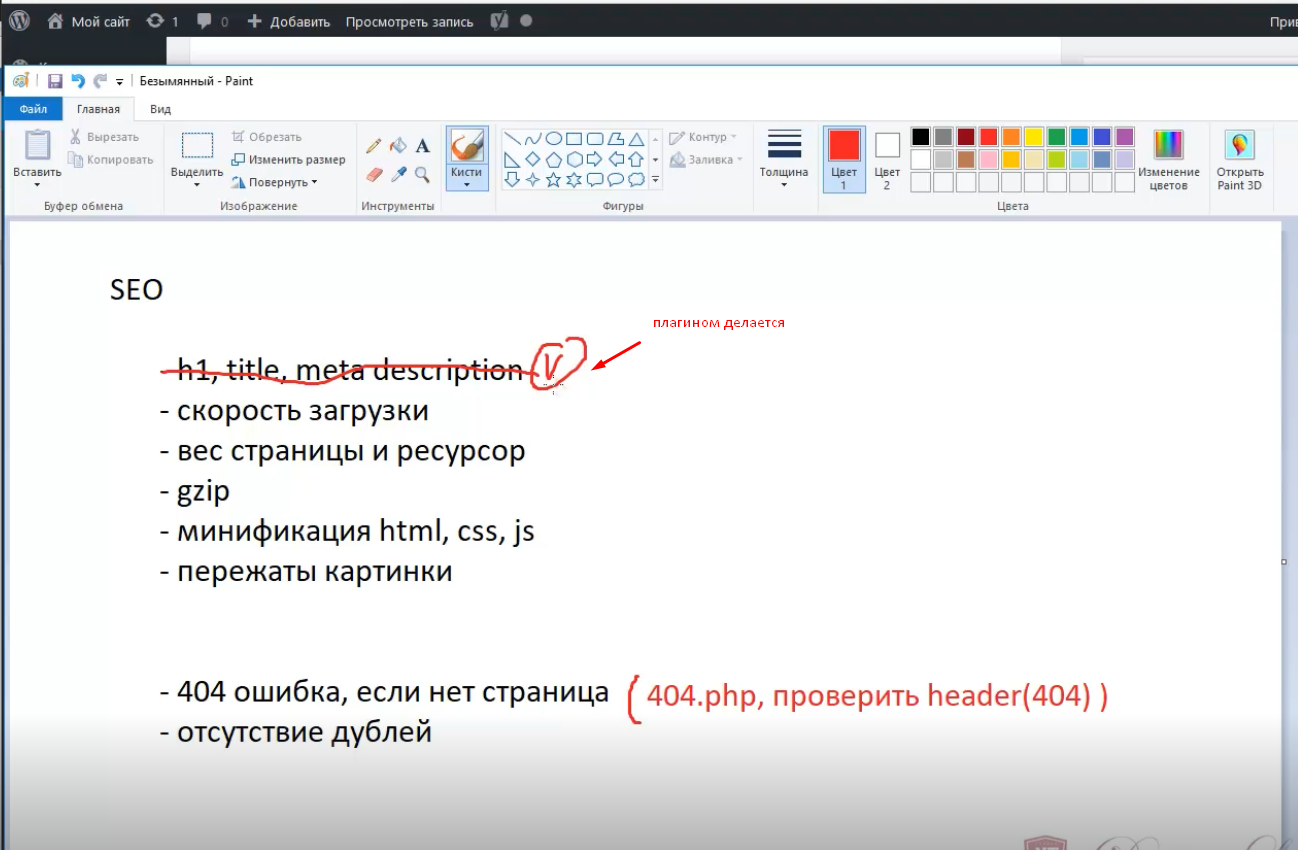 Мой сайт 1 0 Добавить Просмотреть запись
Безымянный - Paint
Файл Главная Вид
Вставить
Вырезать
Копировать
Буфер обмена
Выделить
Обрезать
Изменить размер
Повернуть
Изображение
Инструменты
Кисти
Контур
Заливка
Фигуры
Толщина
Цвет
1
Цвет
2
Цвета
Изменение
цветов
Открыть
Paint 3D
SEO
плагином делается
- h1, title, meta description V
- скорость загрузки
- вес страницы и ресурсор
- gzip
- минификация html, css, js
- пережаты картинки
- 404 ошибка, если нет страница ( 404.php, проверить header(404) )
- отсутствие дублей